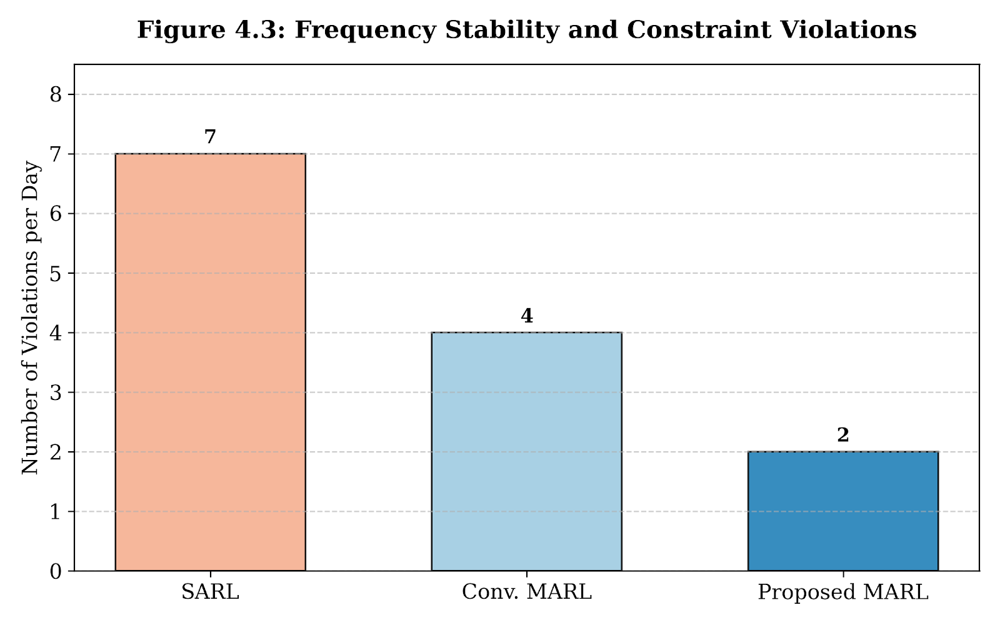 Figure 4.3: Frequency Stability and Constraint Violations
Number of Violations per Day
8
7
6
5
4
3
2
1
0
7
4
2
SARL
Conv. MARL
Proposed MARL